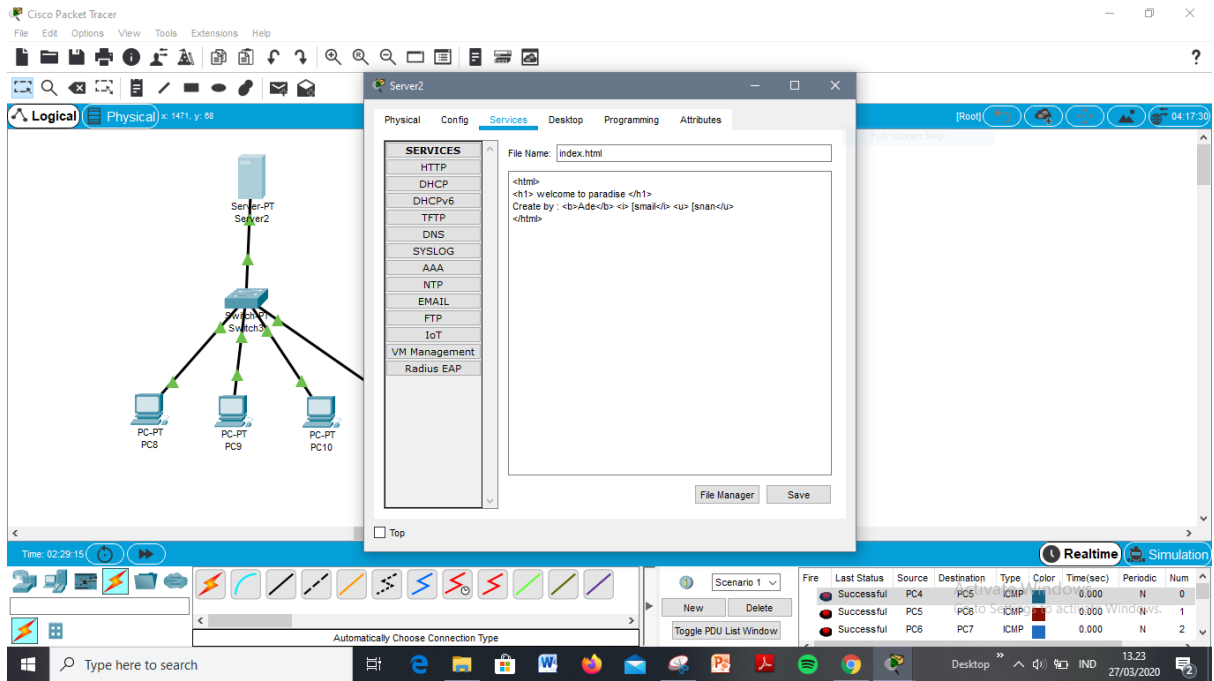 Cisco Packet Tracer
File Edit Options View Tools Extensions Help
?
Logical Physical x: 1471, y: 68
[Root] 04:17:30
Full-screen Snip
Server-PT
Server2
Switch-PT
Switch3
PC-PT
PC8
PC-PT
PC9
PC-PT
PC10
Server2
Physical Config Services Desktop Programming Attributes
SERVICES
HTTP
DHCP
DHCPv6
TFTP
DNS
SYSLOG
AAA
NTP
EMAIL
FTP
IoT
VM Management
Radius EAP
File Name: index.html
<html>
<h1> welcome to paradise </h1>
Create by : <b>Ade</b> <i> [smail</i> <u> [snan</u>
</html>
File Manager Save
Top
Time: 02:29:15
Realtime Simulation
Automatically Choose Connection Type
Scenario 1
New Delete
Toggle PDU List Window
Fire Last Status Source Destination Type Color Time(sec) Periodic Num
Successful PC4 PC5 ICMP 0.000 N 0
Successful PC5 PC6 ICMP 0.000 N 1
Successful PC6 PC7 ICMP 0.000 N 2
Activate Windows
Go to Settings to activate Windows.
Type here to search
Desktop IND
13.23
27/03/2020
2